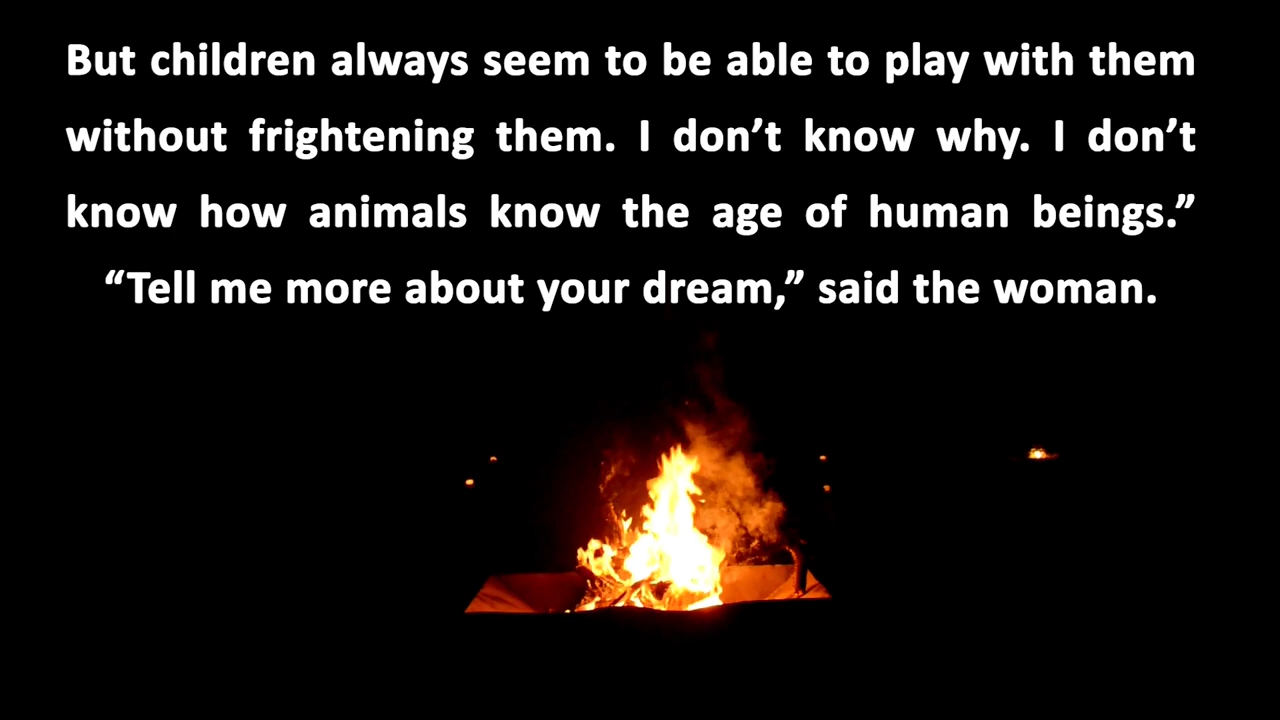 But children always seem to be able to play with them
without frightening them. I don’t know why. I don’t
know how animals know the age of human beings.”
“Tell me more about your dream,” said the woman.